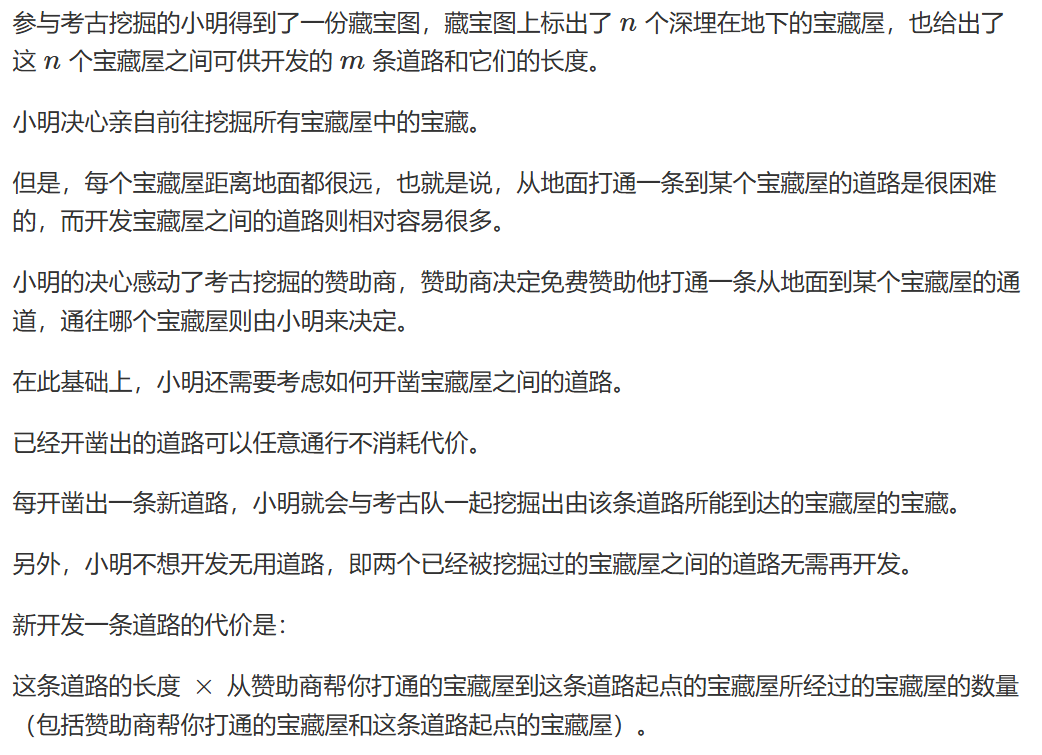 参与考古挖掘的小明得到了一份藏宝图，藏宝图上标出了 n 个深埋在地下的宝藏屋，也给出了
这 n 个宝藏屋之间可供开发的 m 条道路和它们的长度。
小明决心亲自前往挖掘所有宝藏屋中的宝藏。
但是，每个宝藏屋距离地面都很远，也就是说，从地面打通一条到某个宝藏屋的道路是很困难
的，而开发宝藏屋之间的道路则相对容易很多。
小明的决心感动了考古挖掘的赞助商，赞助商决定免费赞助他打通一条从地面到某个宝藏屋的通
道，通往哪个宝藏屋则由小明来决定。
在此基础上，小明还需要考虑如何开凿宝藏屋之间的道路。
已经开凿出的道路可以任意通行不消耗代价。
每开凿出一条新道路，小明就会与考古队一起挖掘出由该条道路所能到达的宝藏屋的宝藏。
另外，小明不想开发无用道路，即两个已经被挖掘过的宝藏屋之间的道路无需再开发。
新开发一条道路的代价是：
这条道路的长度 × 从赞助商帮你打通的宝藏屋到这条道路起点的宝藏屋所经过的宝藏屋的数量
（包括赞助商帮你打通的宝藏屋和这条道路起点的宝藏屋）。